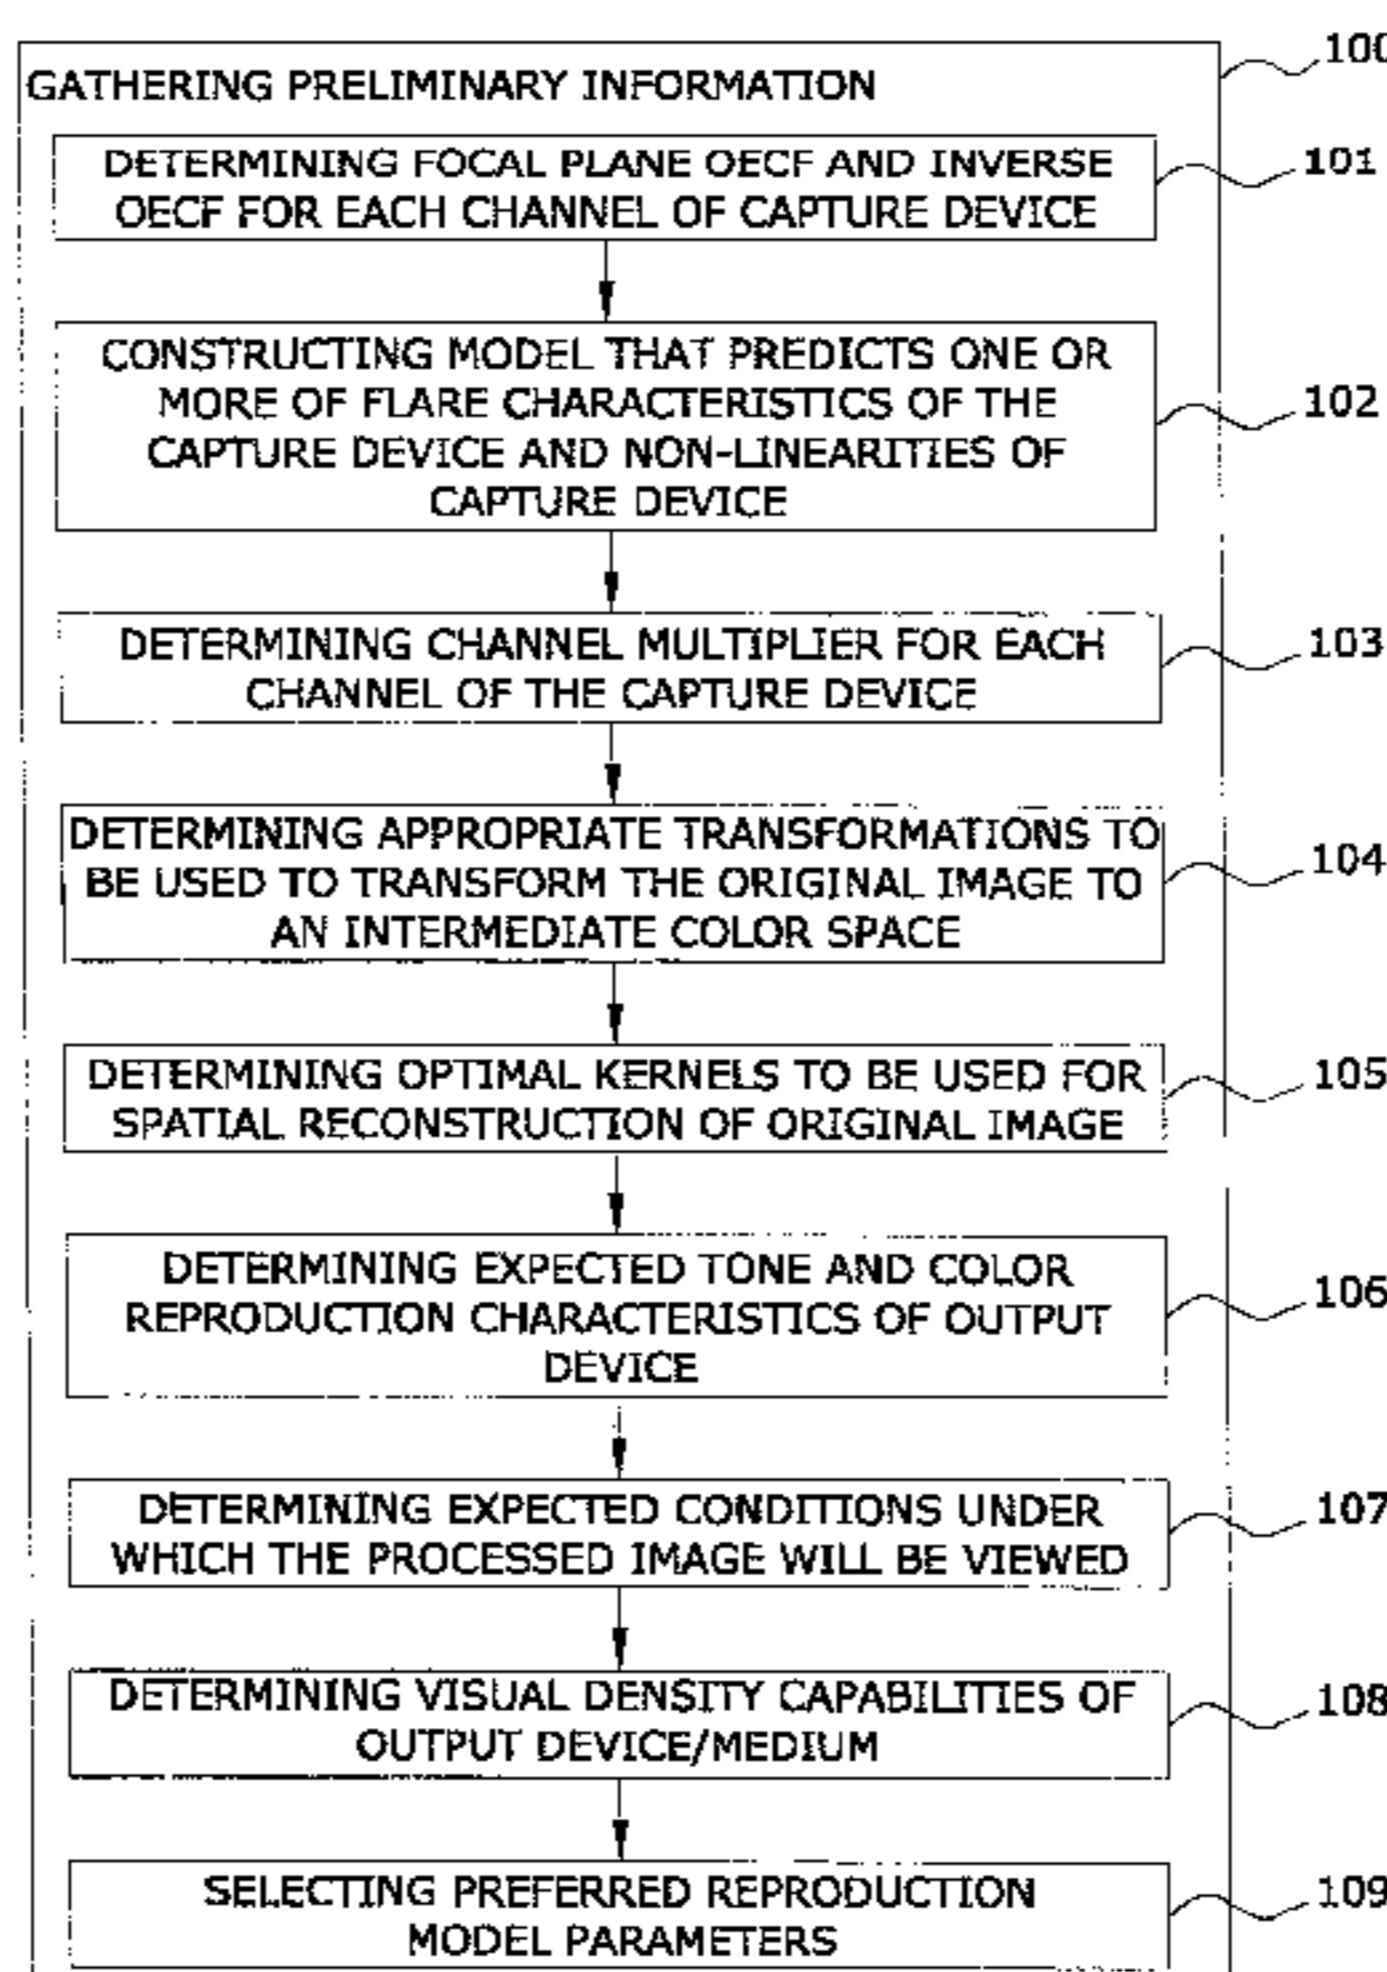 100
GATHERING PRELIMINARY INFORMATION
DETERMINING FOCAL PLANE OECF AND INVERSE
OECF FOR EACH CHANNEL OF CAPTURE DEVICE
101
CONSTRUCTING MODEL THAT PREDICTS ONE OR
MORE OF FLARE CHARACTERISTICS OF THE
CAPTURE DEVICE AND NON-LINEARITIES OF
CAPTURE DEVICE
102
DETERMINING CHANNEL MULTIPLIER FOR EACH
CHANNEL OF THE CAPTURE DEVICE
103
DETERMINING APPROPRIATE TRANSFORMATIONS TO
BE USED TO TRANSFORM THE ORIGINAL IMAGE TO
AN INTERMEDIATE COLOR SPACE
104
DETERMINING OPTIMAL KERNELS TO BE USED FOR
SPATIAL RECONSTRUCTION OF ORIGINAL IMAGE
105
DETERMINING EXPECTED TONE AND COLOR
REPRODUCTION CHARACTERISTICS OF OUTPUT
DEVICE
106
DETERMINING EXPECTED CONDITIONS UNDER
WHICH THE PROCESSED IMAGE WILL BE VIEWED
107
DETERMINING VISUAL DENSITY CAPABILITIES OF
OUTPUT DEVICE/MEDIUM
108
SELECTING PREFERRED REPRODUCTION
MODEL PARAMETERS
109